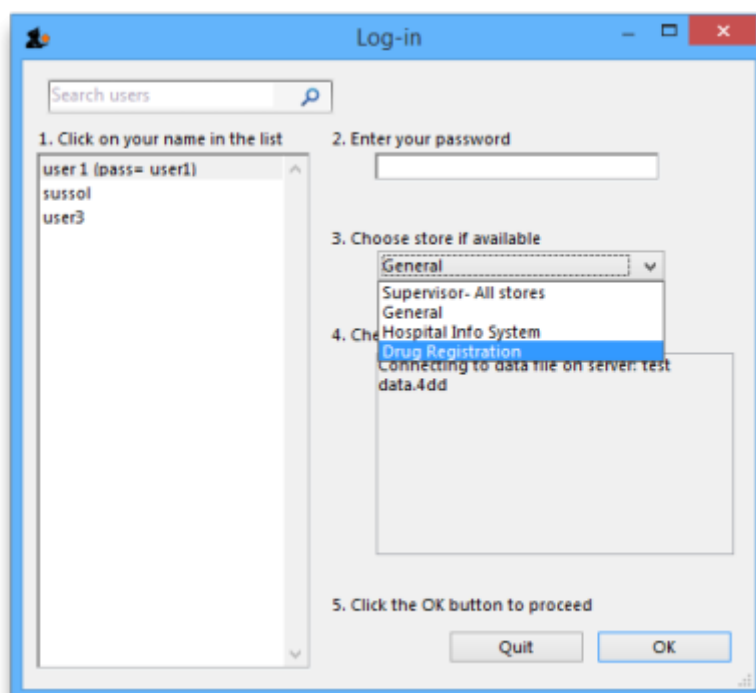 Log-in
Search users
1. Click on your name in the list
user 1 (pass= user1)
sussol
user3
2. Enter your password
3. Choose store if available
General
Supervisor- All stores
General
Hospital Info System
Drug Registration
4.
Connecting to data file on server: test
data.4dd
5. Click the OK button to proceed
Quit
OK